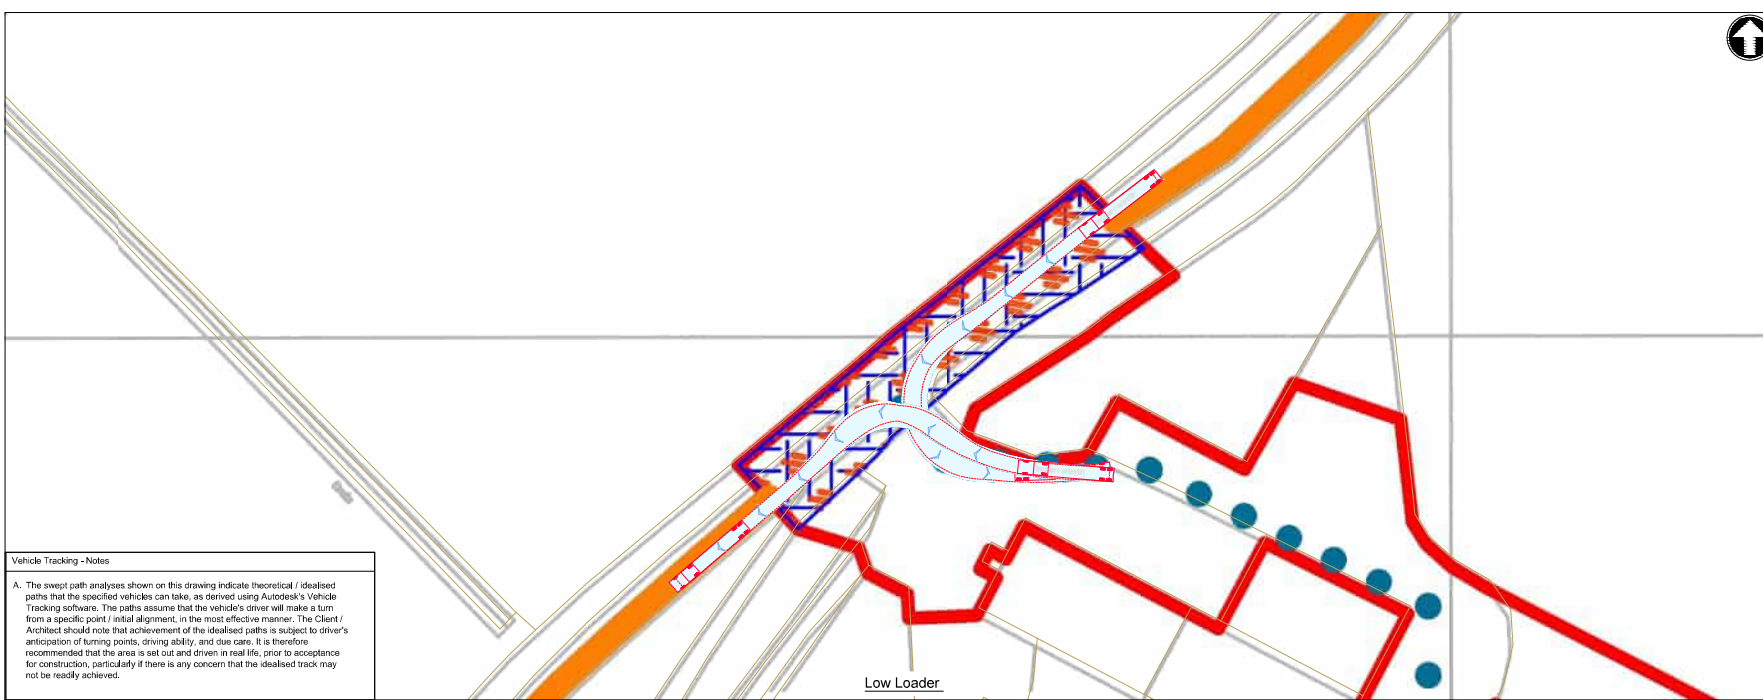 Vehicle Tracking - Notes
A. The swept path analyses shown on this drawing indicate theoretical / idealised
paths that the specified vehicles can take, as derived using Autodesk's Vehicle
Tracking software. The paths assume that the vehicle's driver will make a turn
from a specific point / initial alignment, in the most effective manner. The Client /
Architect should note that achievement of the idealised paths is subject to driver's
anticipation of turning points, driving ability, and due care. It is therefore
recommended that the area is set out and driven in real life, prior to acceptance
for construction, particularly if there is any concern that the idealised track may
not be readily achieved.
Low Loader